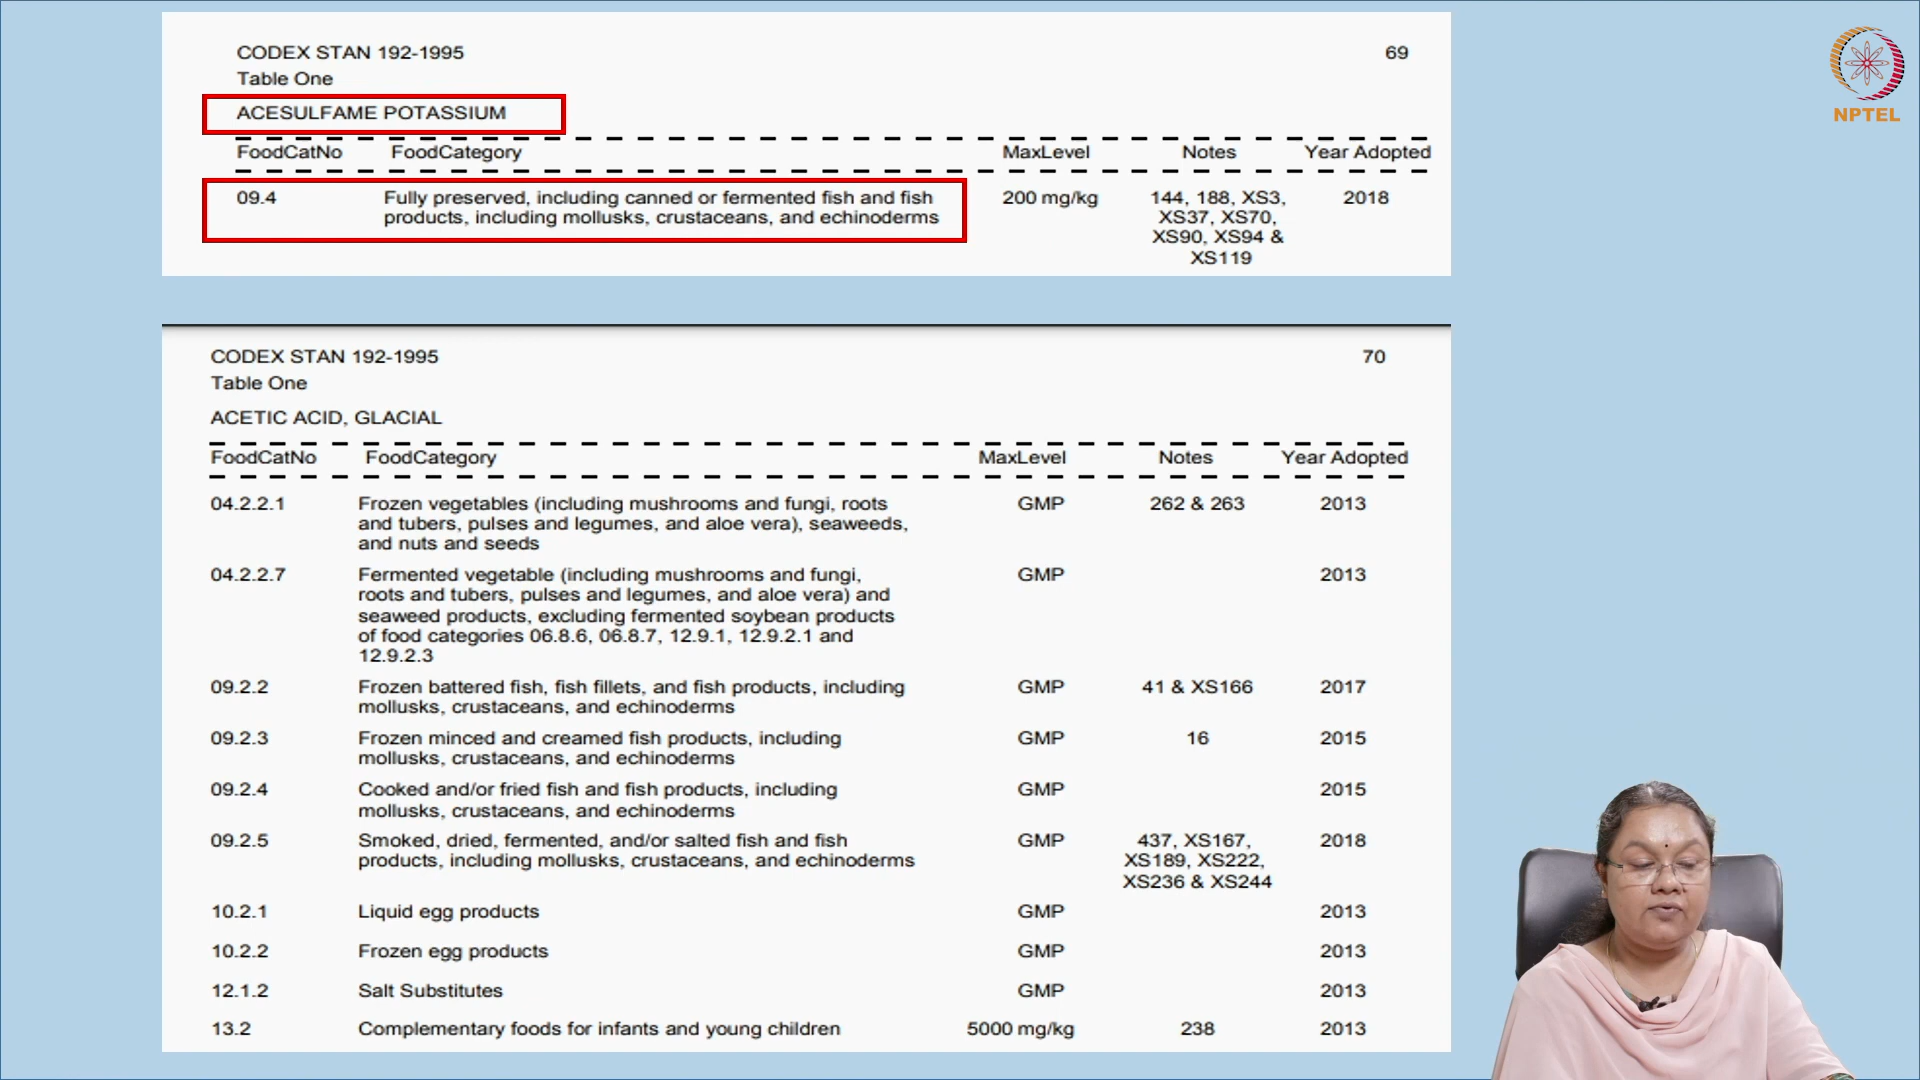 CODEX STAN 192-1995 69
Table One
ACESULFAME POTASSIUM
FoodCatNo FoodCategory MaxLevel Notes Year Adopted
09.4 Fully preserved, including canned or fermented fish and fish 200 mg/kg 144, 188, XS3, 2018
products, including mollusks, crustaceans, and echinoderms XS37, XS70,
XS90, XS94 &
XS119
CODEX STAN 192-1995 70
Table One
ACETIC ACID, GLACIAL
FoodCatNo FoodCategory MaxLevel Notes Year Adopted
04.2.2.1 Frozen vegetables (including mushrooms and fungi, roots GMP 262 & 263 2013
and tubers, pulses and legumes, and aloe vera), seaweeds,
and nuts and seeds
04.2.2.7 Fermented vegetable (including mushrooms and fungi, GMP 2013
roots and tubers, pulses and legumes, and aloe vera) and
seaweed products, excluding fermented soybean products
of food categories 06.8.6, 06.8.7, 12.9.1, 12.9.2.1 and
12.9.2.3
09.2.2 Frozen battered fish, fish fillets, and fish products, including GMP 41 & XS166 2017
mollusks, crustaceans, and echinoderms
09.2.3 Frozen minced and creamed fish products, including GMP 16 2015
mollusks, crustaceans, and echinoderms
09.2.4 Cooked and/or fried fish and fish products, including GMP 2015
mollusks, crustaceans, and echinoderms
09.2.5 Smoked, dried, fermented, and/or salted fish and fish GMP 437, XS167, 2018
products, including mollusks, crustaceans, and echinoderms XS189, XS222,
XS236 & XS244
10.2.1 Liquid egg products GMP 2013
10.2.2 Frozen egg products GMP 2013
12.1.2 Salt Substitutes GMP 2013
13.2 Complementary foods for infants and young children 5000 mg/kg 238 2013
NPTEL